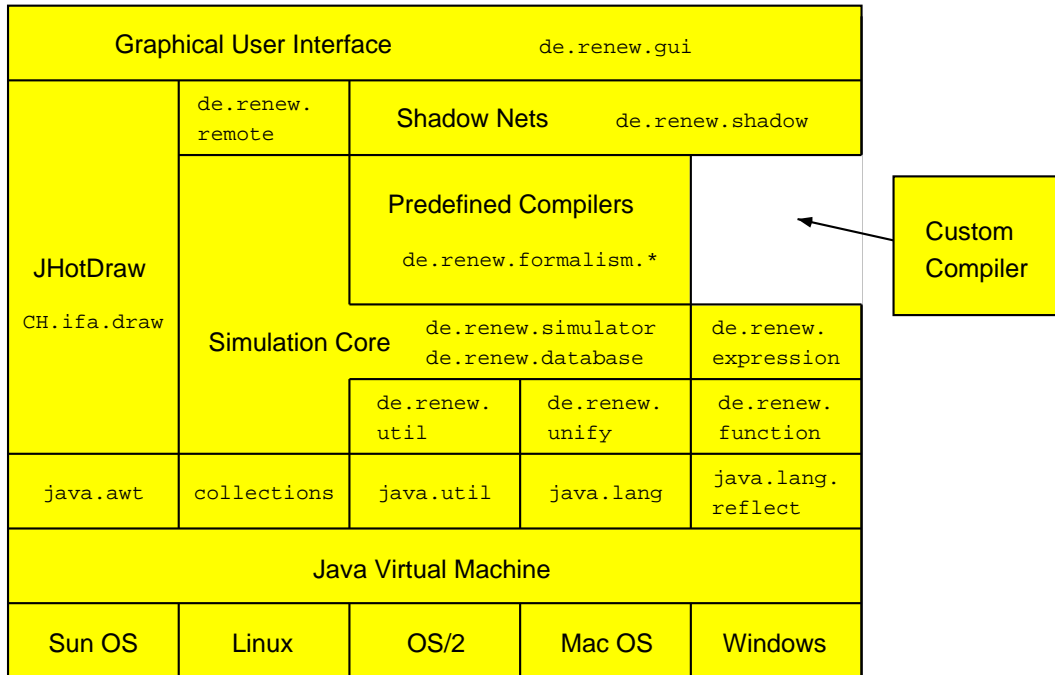 Graphical User Interface de.renew.gui
de.renew.
remote
Shadow Nets de.renew.shadow
Predefined Compilers
de.renew.formalism.*
Custom
Compiler
JHotDraw
CH.ifa.draw
Simulation Core
de.renew.simulator
de.renew.database
de.renew.
expression
de.renew.
util
de.renew.
unify
de.renew.
function
java.awt
collections
java.util
java.lang
java.lang.
reflect
Java Virtual Machine
Sun OS
Linux
OS/2
Mac OS
Windows